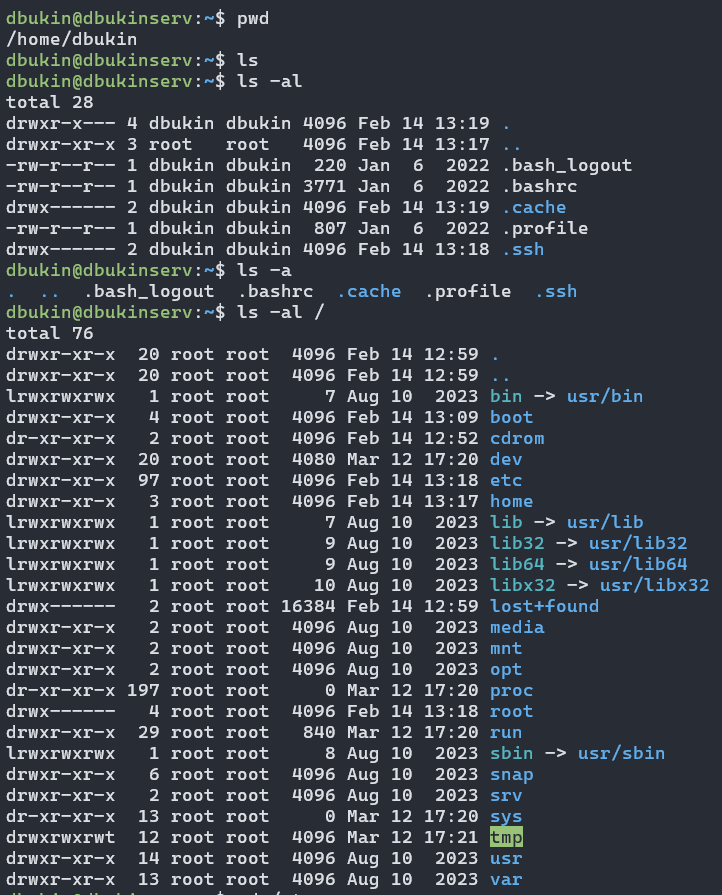 dbukin@dbukinserv:~$ pwd
/home/dbukin
dbukin@dbukinserv:~$ ls
dbukin@dbukinserv:~$ ls -al
total 28
drwxr-x--- 4 dbukin dbukin 4096 Feb 14 13:19 .
drwxr-xr-x 3 root   root   4096 Feb 14 13:17 ..
-rw-r--r-- 1 dbukin dbukin  220 Jan  6  2022 .bash_logout
-rw-r--r-- 1 dbukin dbukin 3771 Jan  6  2022 .bashrc
drwx------ 2 dbukin dbukin 4096 Feb 14 13:19 .cache
-rw-r--r-- 1 dbukin dbukin  807 Jan  6  2022 .profile
drwx------ 2 dbukin dbukin 4096 Feb 14 13:18 .ssh
dbukin@dbukinserv:~$ ls -a
.  ..  .bash_logout  .bashrc  .cache  .profile  .ssh
dbukin@dbukinserv:~$ ls -al /
total 76
drwxr-xr-x  20 root root  4096 Feb 14 12:59 .
drwxr-xr-x  20 root root  4096 Feb 14 12:59 ..
lrwxrwxrwx   1 root root     7 Aug 10  2023 bin -> usr/bin
drwxr-xr-x   4 root root  4096 Feb 14 13:09 boot
dr-xr-xr-x   2 root root  4096 Feb 14 12:52 cdrom
drwxr-xr-x  20 root root  4080 Mar 12 17:20 dev
drwxr-xr-x  97 root root  4096 Feb 14 13:18 etc
drwxr-xr-x   3 root root  4096 Feb 14 13:17 home
lrwxrwxrwx   1 root root     7 Aug 10  2023 lib -> usr/lib
lrwxrwxrwx   1 root root     9 Aug 10  2023 lib32 -> usr/lib32
lrwxrwxrwx   1 root root     9 Aug 10  2023 lib64 -> usr/lib64
lrwxrwxrwx   1 root root    10 Aug 10  2023 libx32 -> usr/libx32
drwx------   2 root root 16384 Feb 14 12:59 lost+found
drwxr-xr-x   2 root root  4096 Aug 10  2023 media
drwxr-xr-x   2 root root  4096 Aug 10  2023 mnt
drwxr-xr-x   2 root root  4096 Aug 10  2023 opt
dr-xr-xr-x 197 root root     0 Mar 12 17:20 proc
drwx------   4 root root  4096 Feb 14 13:18 root
drwxr-xr-x  29 root root   840 Mar 12 17:20 run
lrwxrwxrwx   1 root root     8 Aug 10  2023 sbin -> usr/sbin
drwxr-xr-x   6 root root  4096 Aug 10  2023 snap
drwxr-xr-x   2 root root  4096 Aug 10  2023 srv
dr-xr-xr-x  13 root root     0 Mar 12 17:20 sys
drwxrwxrwt  12 root root  4096 Mar 12 17:21 tmp
drwxr-xr-x  14 root root  4096 Aug 10  2023 usr
drwxr-xr-x  13 root root  4096 Aug 10  2023 var